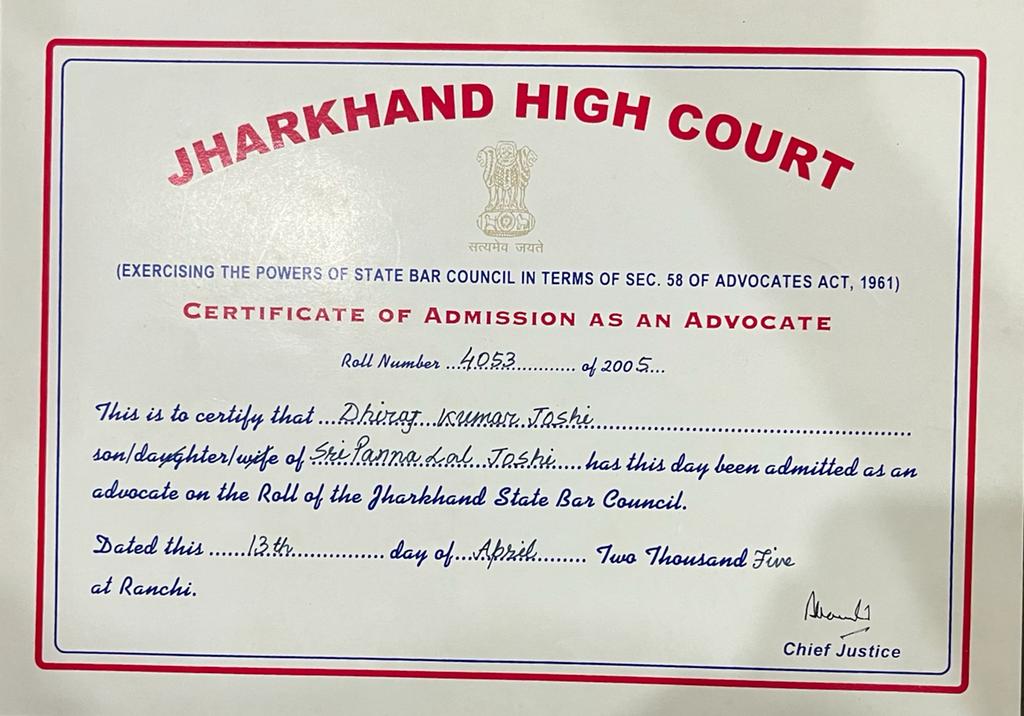 JHARKHAND HIGH COURT
सत्यमेव जयते
(EXERCISING THE POWERS OF STATE BAR COUNCIL IN TERMS OF SEC. 58 OF ADVOCATES ACT, 1961)
CERTIFICATE OF ADMISSION AS AN ADVOCATE
Roll Number ...4053............ of 2005...
This is to certify that ...Dhiraj Kumar Joshi...............................
son/daughter/wife of Sri Panna Lal Joshi.... has this day been admitted as an
advocate on the Roll of the Jharkhand State Bar Council.
Dated this ......13th.............. day of...April........ Two Thousand Five
at Ranchi.
Chief Justice